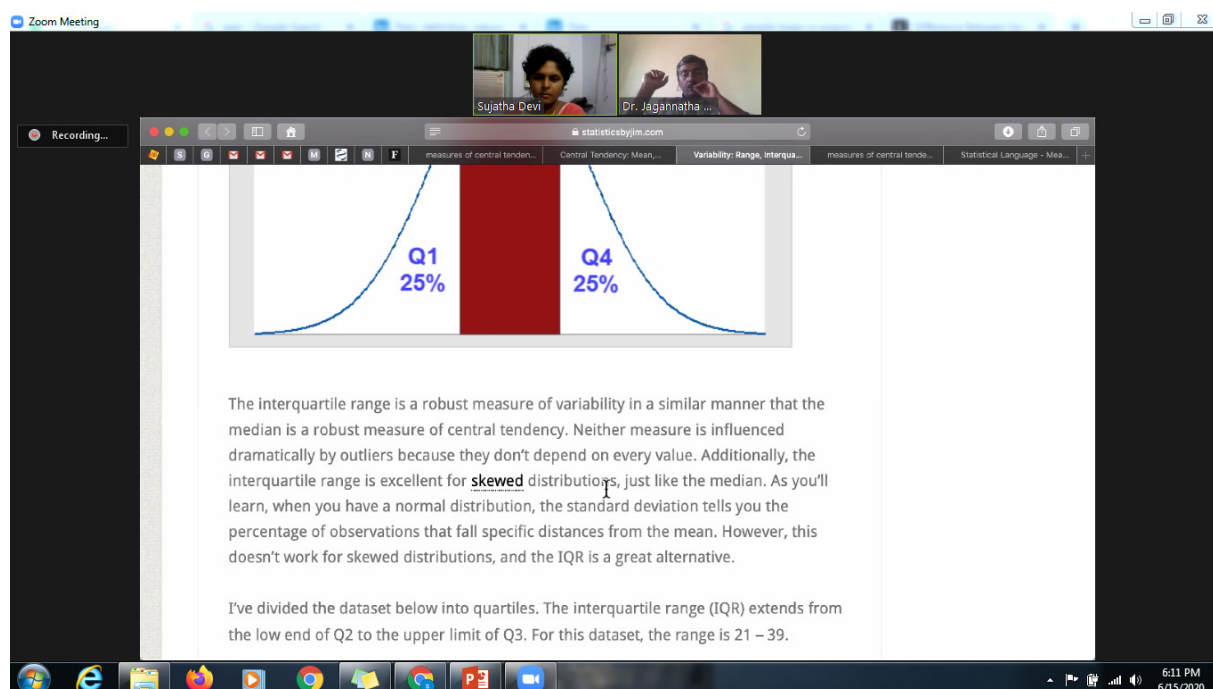 Zoom Meeting
Sujatha Devi
Dr. Jagannatha ...
Recording...
statisticsbyjim.com
measures of central tenden...
Central Tendency: Mean,...
Variability: Range, Interqua...
measures of central tende...
Statistical Language - Mea...
Q1
25%
Q4
25%
The interquartile range is a robust measure of variability in a similar manner that the
median is a robust measure of central tendency. Neither measure is influenced
dramatically by outliers because they don't depend on every value. Additionally, the
interquartile range is excellent for skewed distributions, just like the median. As you'll
learn, when you have a normal distribution, the standard deviation tells you the
percentage of observations that fall specific distances from the mean. However, this
doesn't work for skewed distributions, and the IQR is a great alternative.
I've divided the dataset below into quartiles. The interquartile range (IQR) extends from
the low end of Q2 to the upper limit of Q3. For this dataset, the range is 21 – 39.
6:11 PM
6/15/2020